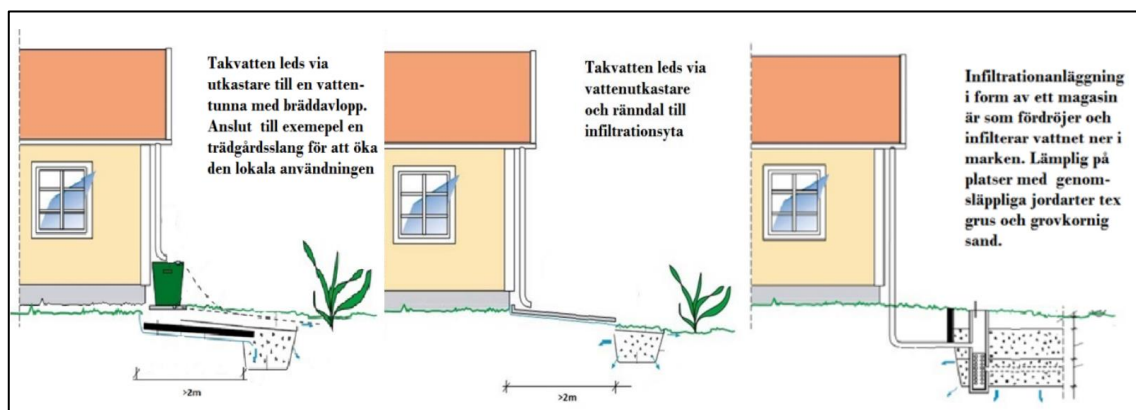 Takvatten leds via
utkastare till en vatten-
tunna med bräddavlopp.
Anslut till exemepel en
trädgårdsslang för att öka
den lokala användningen
>2m
Takvatten leds via
vattenutkastare
och ränndal till
infiltrationsyta
>2m
Infiltrationanläggning
i form av ett magasin
är som fördröjer och
infilterar vattnet ner i
marken. Lämplig på
platser med genom-
släppliga jordarter tex
grus och grovkornig
sand.